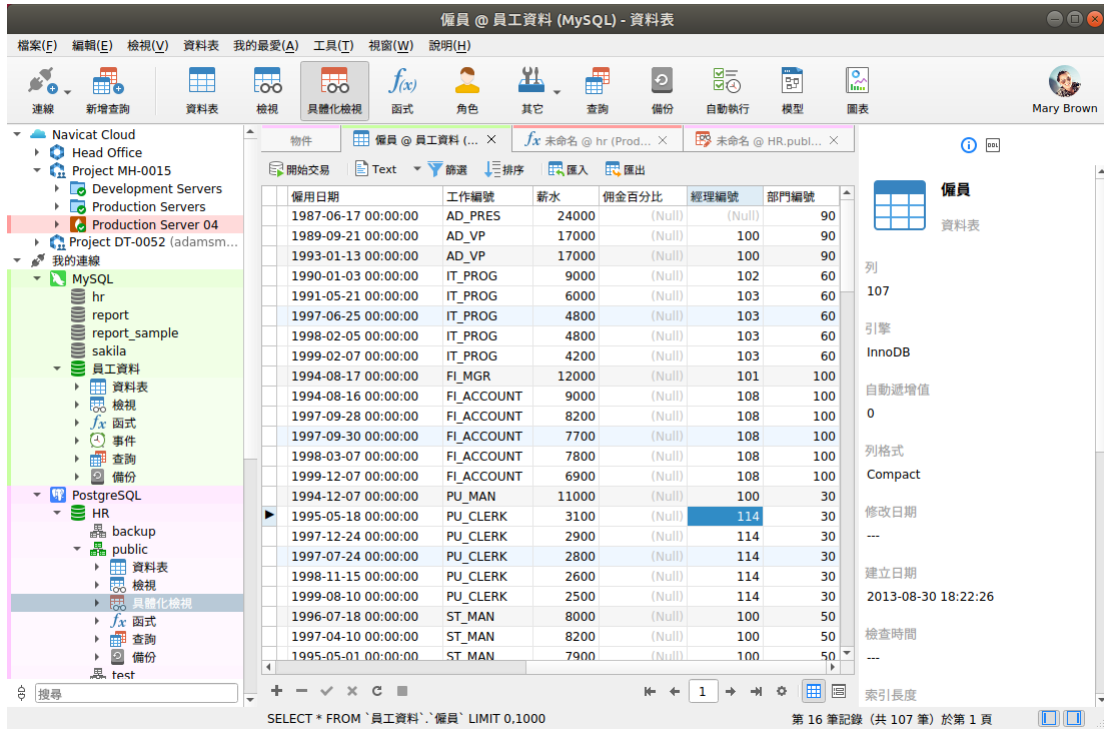 僱員 @ 員工資料 (MySQL) - 資料表
檔案(F) 編輯(E) 檢視(V) 資料表 我的最愛(A) 工具(T) 視窗(W) 說明(H)
連線 新增查詢 資料表 檢視 具體化檢視 函式 角色 其它 查詢 備份 自動執行 模型 圖表 Mary Brown
Navicat Cloud
Head Office
Project MH-0015
Development Servers
Production Servers
Production Server 04
Project DT-0052 (adamsm...
我的連線
MySQL
hr
report
report_sample
sakila
員工資料
資料表
檢視
函式
事件
查詢
備份
PostgreSQL
HR
backup
public
資料表
檢視
具體化檢視
函式
查詢
備份
test
搜尋
物件 僱員 @ 員工資料 (... 未命名 @ hr (Prod... 未命名 @ HR.publ...
開始交易 Text 篩選 排序 匯入 匯出
僱用日期 工作編號 薪水 佣金百分比 經理編號 部門編號
1987-06-17 00:00:00 AD_PRES 24000 (Null) (Null) 90
1989-09-21 00:00:00 AD_VP 17000 (Null) 100 90
1993-01-13 00:00:00 AD_VP 17000 (Null) 100 90
1990-01-03 00:00:00 IT_PROG 9000 (Null) 102 60
1991-05-21 00:00:00 IT_PROG 6000 (Null) 103 60
1997-06-25 00:00:00 IT_PROG 4800 (Null) 103 60
1998-02-05 00:00:00 IT_PROG 4800 (Null) 103 60
1999-02-07 00:00:00 IT_PROG 4200 (Null) 103 60
1994-08-17 00:00:00 FI_MGR 12000 (Null) 101 100
1994-08-16 00:00:00 FI_ACCOUNT 9000 (Null) 108 100
1997-09-28 00:00:00 FI_ACCOUNT 8200 (Null) 108 100
1997-09-30 00:00:00 FI_ACCOUNT 7700 (Null) 108 100
1998-03-07 00:00:00 FI_ACCOUNT 7800 (Null) 108 100
1999-12-07 00:00:00 FI_ACCOUNT 6900 (Null) 108 100
1994-12-07 00:00:00 PU_MAN 11000 (Null) 100 30
1995-05-18 00:00:00 PU_CLERK 3100 (Null) 114 30
1997-12-24 00:00:00 PU_CLERK 2900 (Null) 114 30
1997-07-24 00:00:00 PU_CLERK 2800 (Null) 114 30
1998-11-15 00:00:00 PU_CLERK 2600 (Null) 114 30
1999-08-10 00:00:00 PU_CLERK 2500 (Null) 114 30
1996-07-18 00:00:00 ST_MAN 8000 (Null) 100 50
1997-04-10 00:00:00 ST_MAN 8200 (Null) 100 50
1995-05-01 00:00:00 ST_MAN 7900 (Null) 100 50
1
SELECT * FROM `員工資料`.`僱員` LIMIT 0,1000 第 16 筆記錄 (共 107 筆) 於第 1 頁
DDL
僱員
資料表
列
107
引擎
InnoDB
自動遞增值
0
列格式
Compact
修改日期
---
建立日期
2013-08-30 18:22:26
檢查時間
---
索引長度